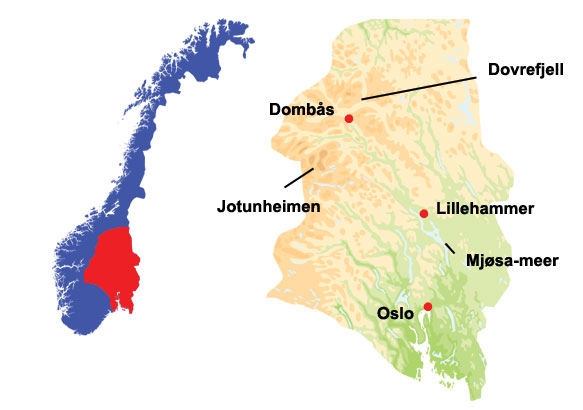 Dovrefjell
Dombås
Jotunheimen
Lillehammer
Mjøsa-meer
Oslo